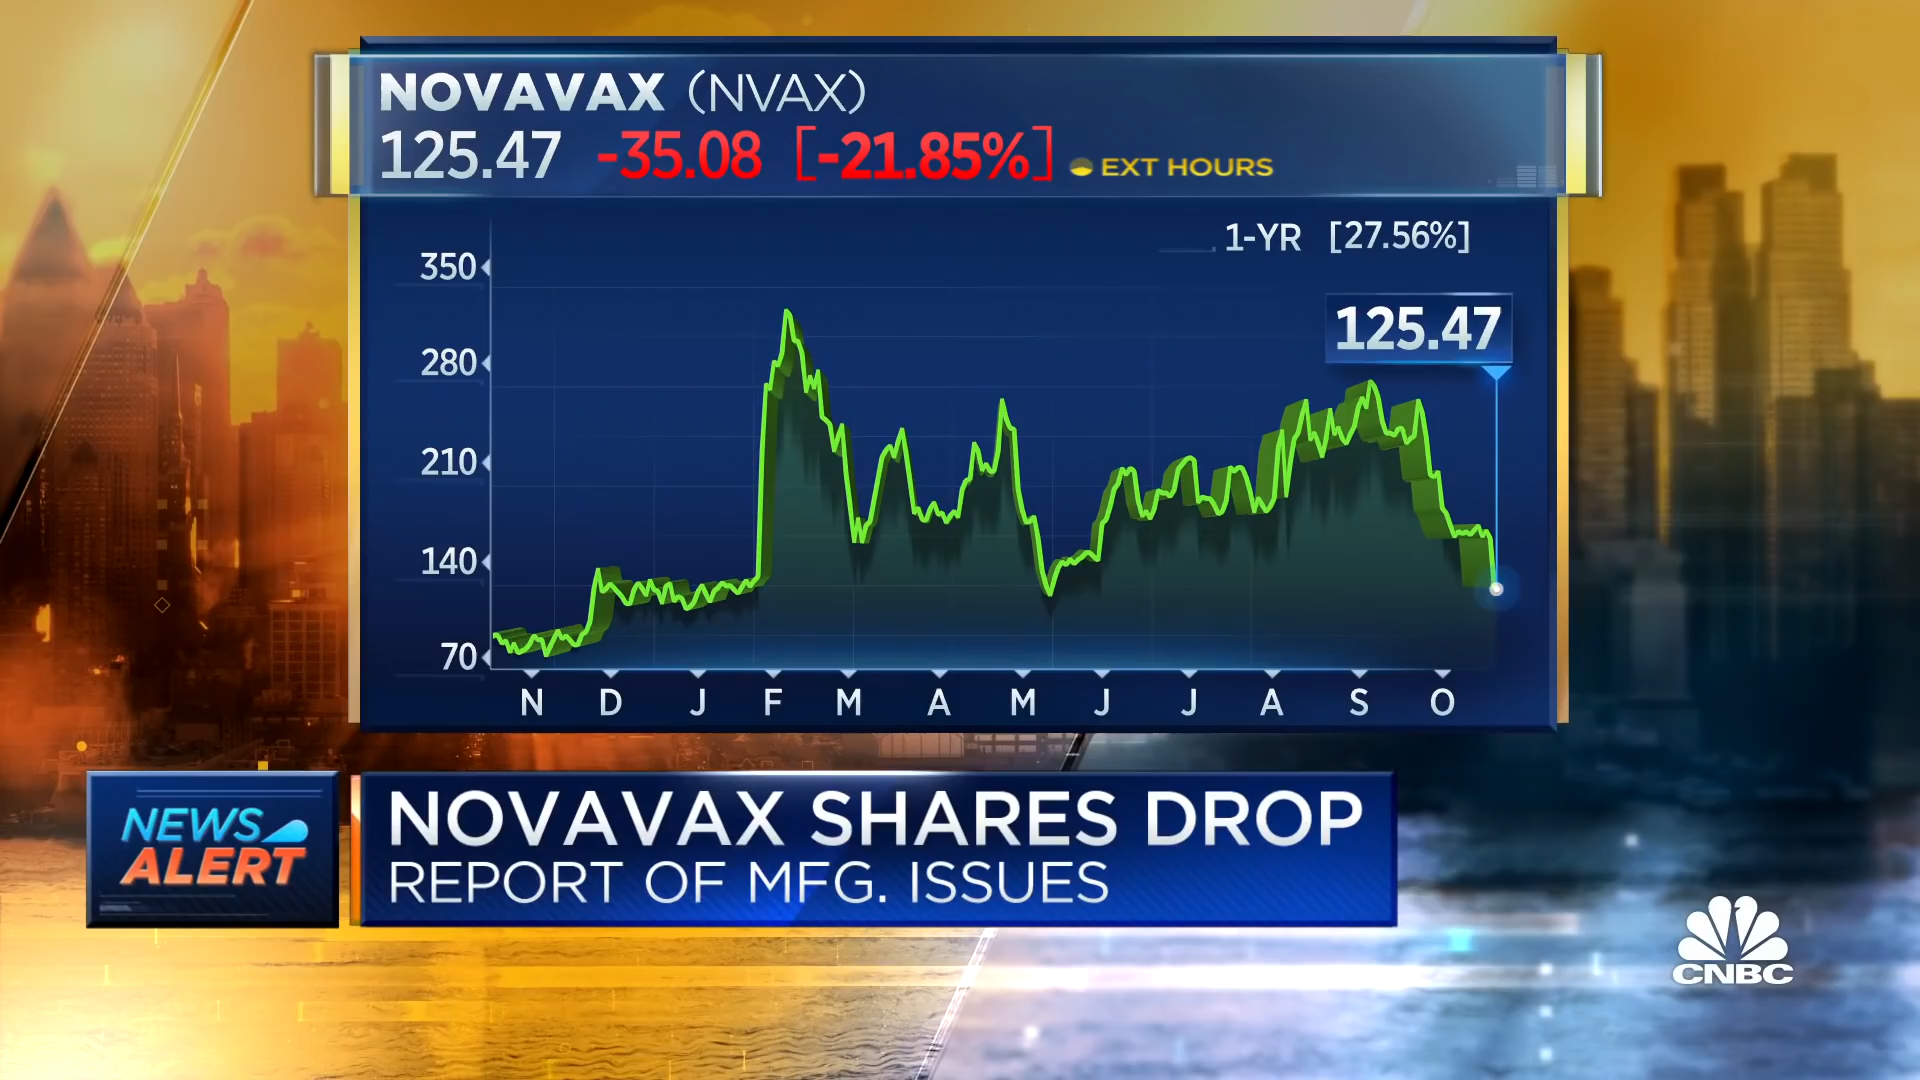 NOVAVAX (NVAX)
125.47 -35.08 [-21.85%] EXT HOURS
1-YR [27.56%]
350
125.47
280
210
140
70
N D J F M A M J J A S O
NEWS
ALERT
NOVAVAX SHARES DROP
REPORT OF MFG. ISSUES
CNBC